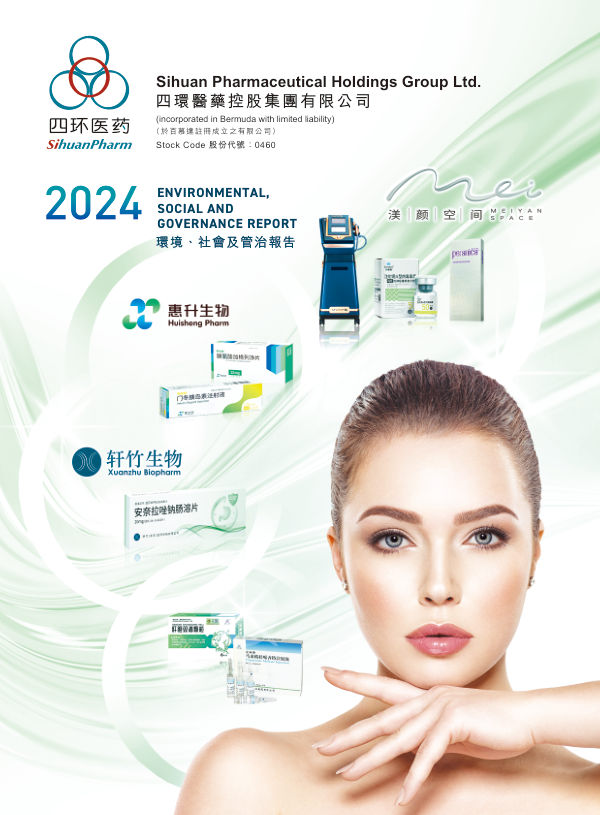 四环医药
SihuanPharm
Sihuan Pharmaceutical Holdings Group Ltd.
四環醫藥控股集團有限公司
(incorporated in Bermuda with limited liability)
(於百慕達註冊成立之有限公司)
Stock Code 股份代號：0460
2024
ENVIRONMENTAL,
SOCIAL AND
GOVERNANCE REPORT
環境、社會及管治報告
mei
渼|颜|空|间
MEIYAN
SPACE
惠升生物
Huisheng Pharm
轩竹生物
Xuanzhu Biopharm
安奈拉唑钠肠溶片
20mg